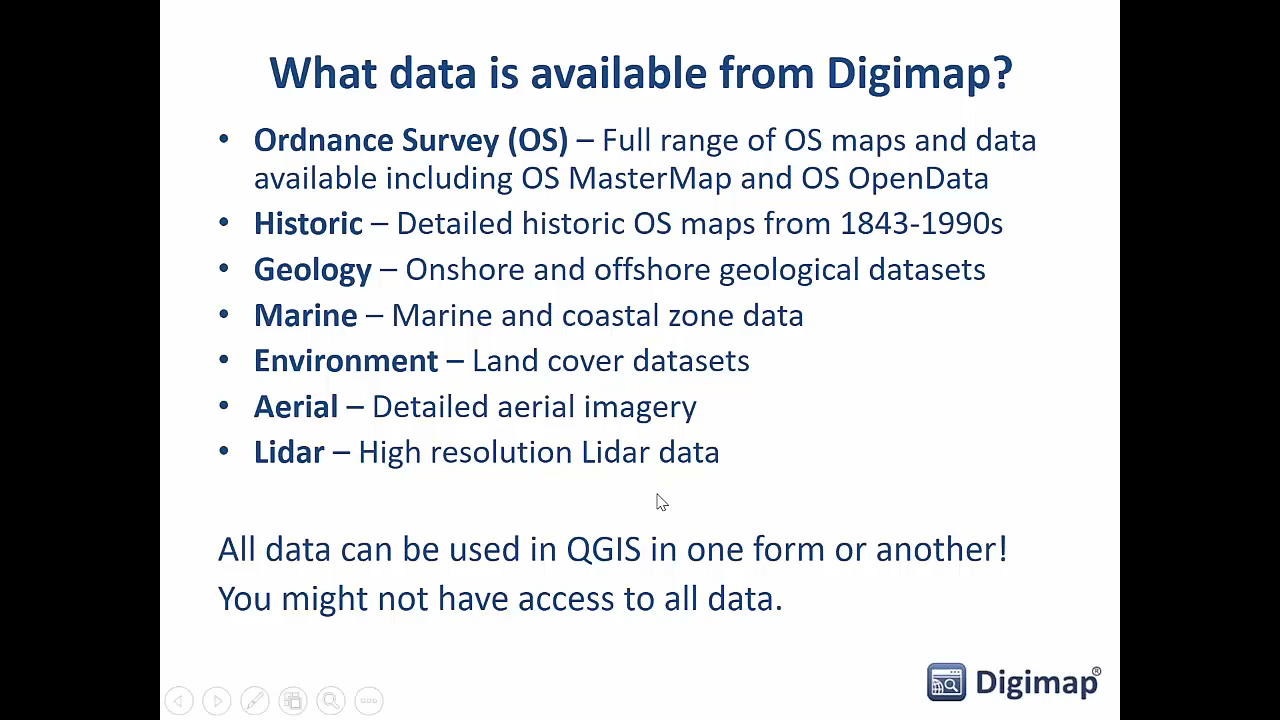 What data is available from Digimap?
• Ordnance Survey (OS) – Full range of OS maps and data
available including OS MasterMap and OS OpenData
• Historic – Detailed historic OS maps from 1843-1990s
• Geology – Onshore and offshore geological datasets
• Marine – Marine and coastal zone data
• Environment – Land cover datasets
• Aerial – Detailed aerial imagery
• Lidar – High resolution Lidar data
All data can be used in QGIS in one form or another!
You might not have access to all data.
Digimap®